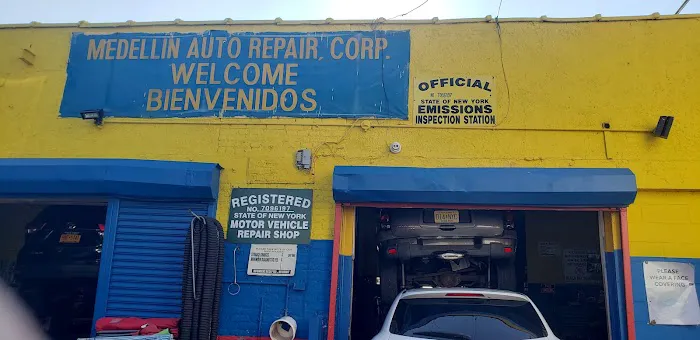 MEDELLIN AUTO REPAIR, CORP.
WELCOME
BIENVENIDOS
OFFICIAL
STATE OF NEW YORK
EMISSIONS
INSPECTION STATION
REGISTERED
NO. 7096197
STATE OF NEW YORK
MOTOR VEHICLE
REPAIR SHOP
PLEASE
WEAR A FACE
COVERING